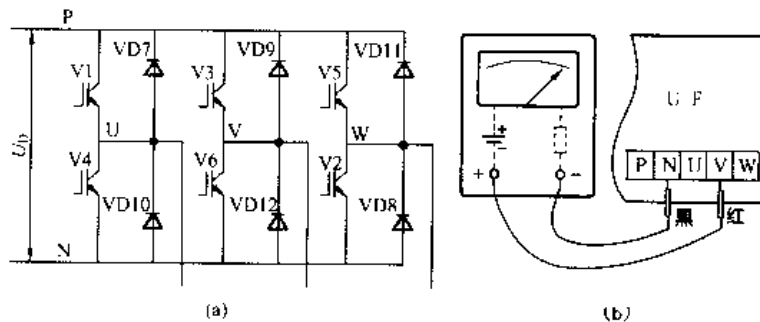 P
VD7
VD9
VD11
V1
V3
V5
U
V
W
U_D
V4
V6
V2
VD10
VD12
VD8
N
(a)
+
+ -
U F
P N U V W
黑 红
(b)